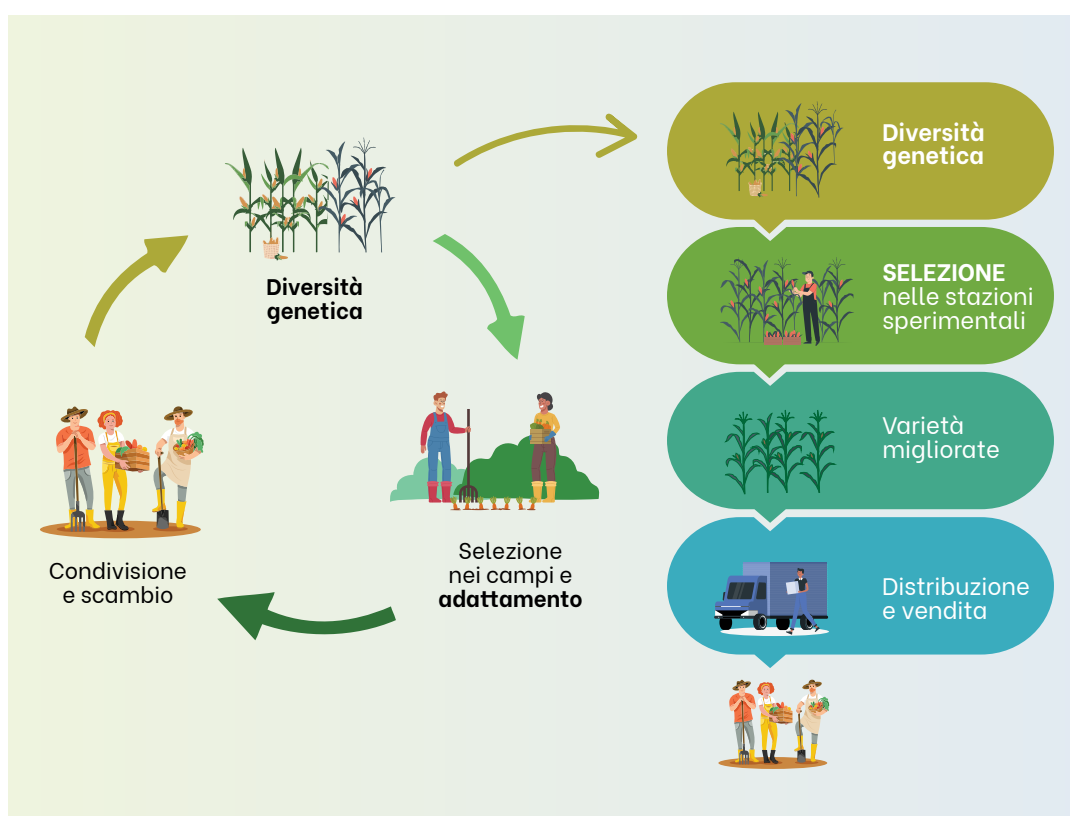 Diversità
genetica
Selezione
nei campi e
adattamento
Condivisione
e scambio
Diversità
genetica
SELEZIONE
nelle stazioni
sperimentali
Varietà
migliorate
Distribuzione
e vendita